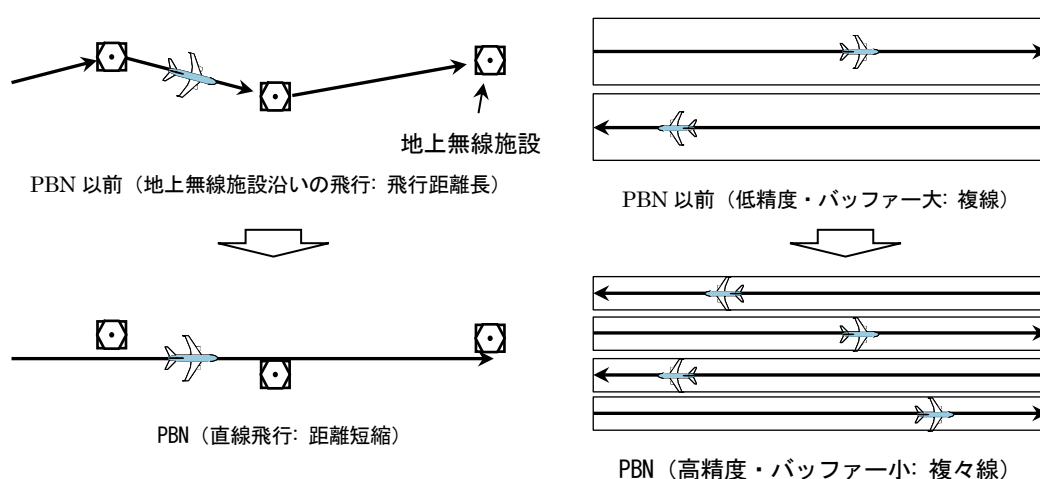 地上無線施設
PBN 以前（地上無線施設沿いの飛行: 飛行距離長）
PBN（直線飛行: 距離短縮）
PBN 以前（低精度・バッファー大: 複線）
PBN（高精度・バッファー小: 複々線）